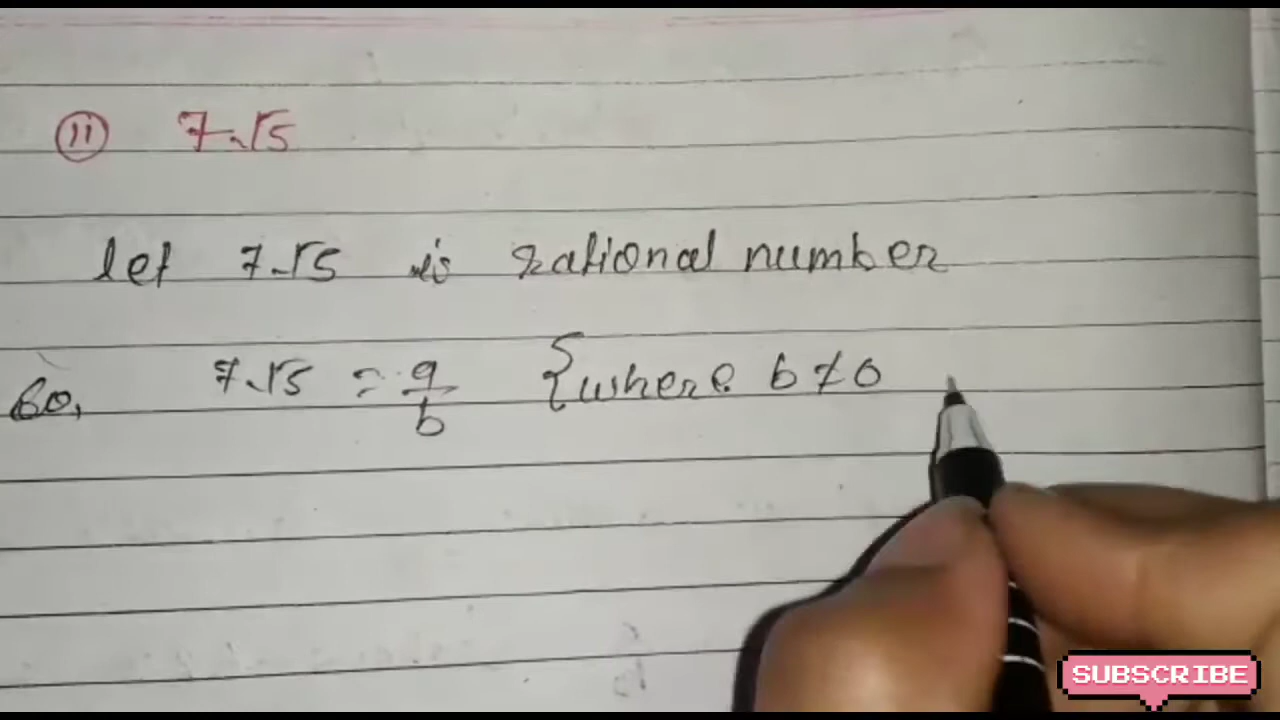 (ii) 7√5
let 7√5 is rational number
So, 7√5 = a/b {where b≠0
SUBSCRIBE